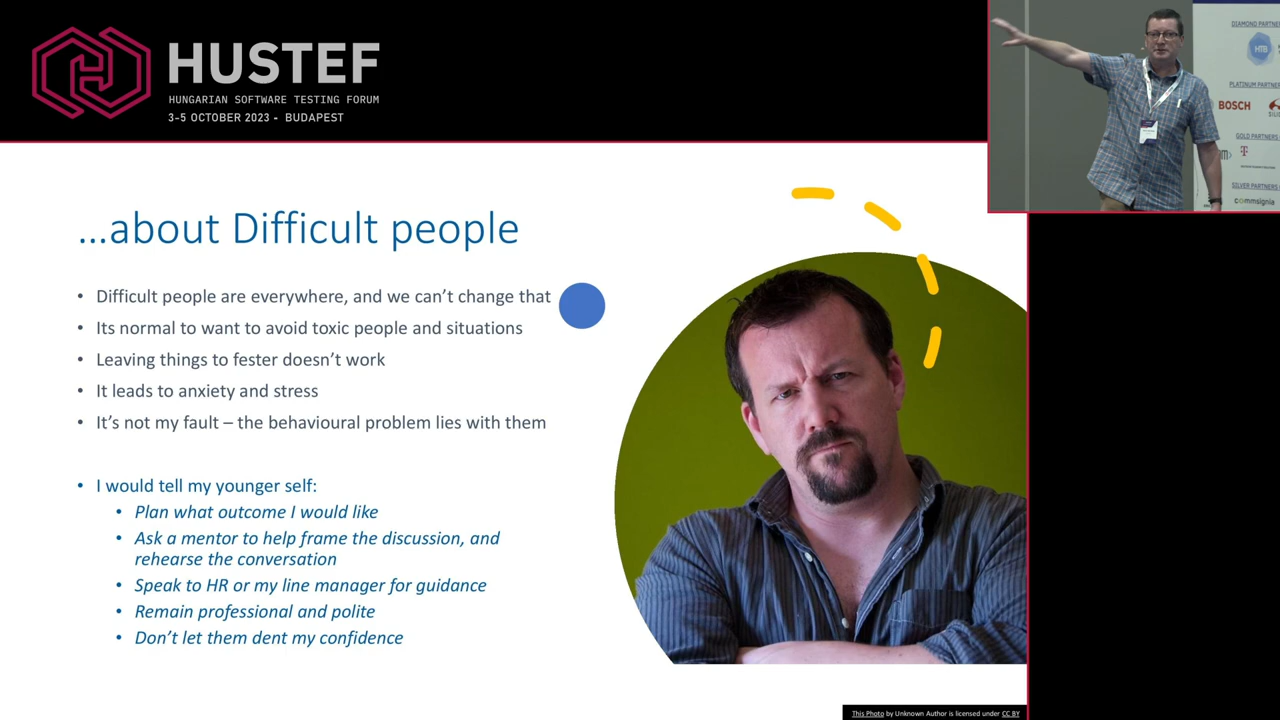 HUSTEF
HUNGARIAN SOFTWARE TESTING FORUM
3-5 OCTOBER 2023 - BUDAPEST
DIAMOND PARTNE
HTB
PLATINUM PARTNE
BOSCH
GOLD PARTNERS
T
SILVER PARTNERS
commsignia
...about Difficult people
• Difficult people are everywhere, and we can't change that
• Its normal to want to avoid toxic people and situations
• Leaving things to fester doesn't work
• It leads to anxiety and stress
• It's not my fault – the behavioural problem lies with them
• I would tell my younger self:
• Plan what outcome I would like
• Ask a mentor to help frame the discussion, and
rehearse the conversation
• Speak to HR or my line manager for guidance
• Remain professional and polite
• Don't let them dent my confidence
This Photo by Unknown Author is licensed under CC BY